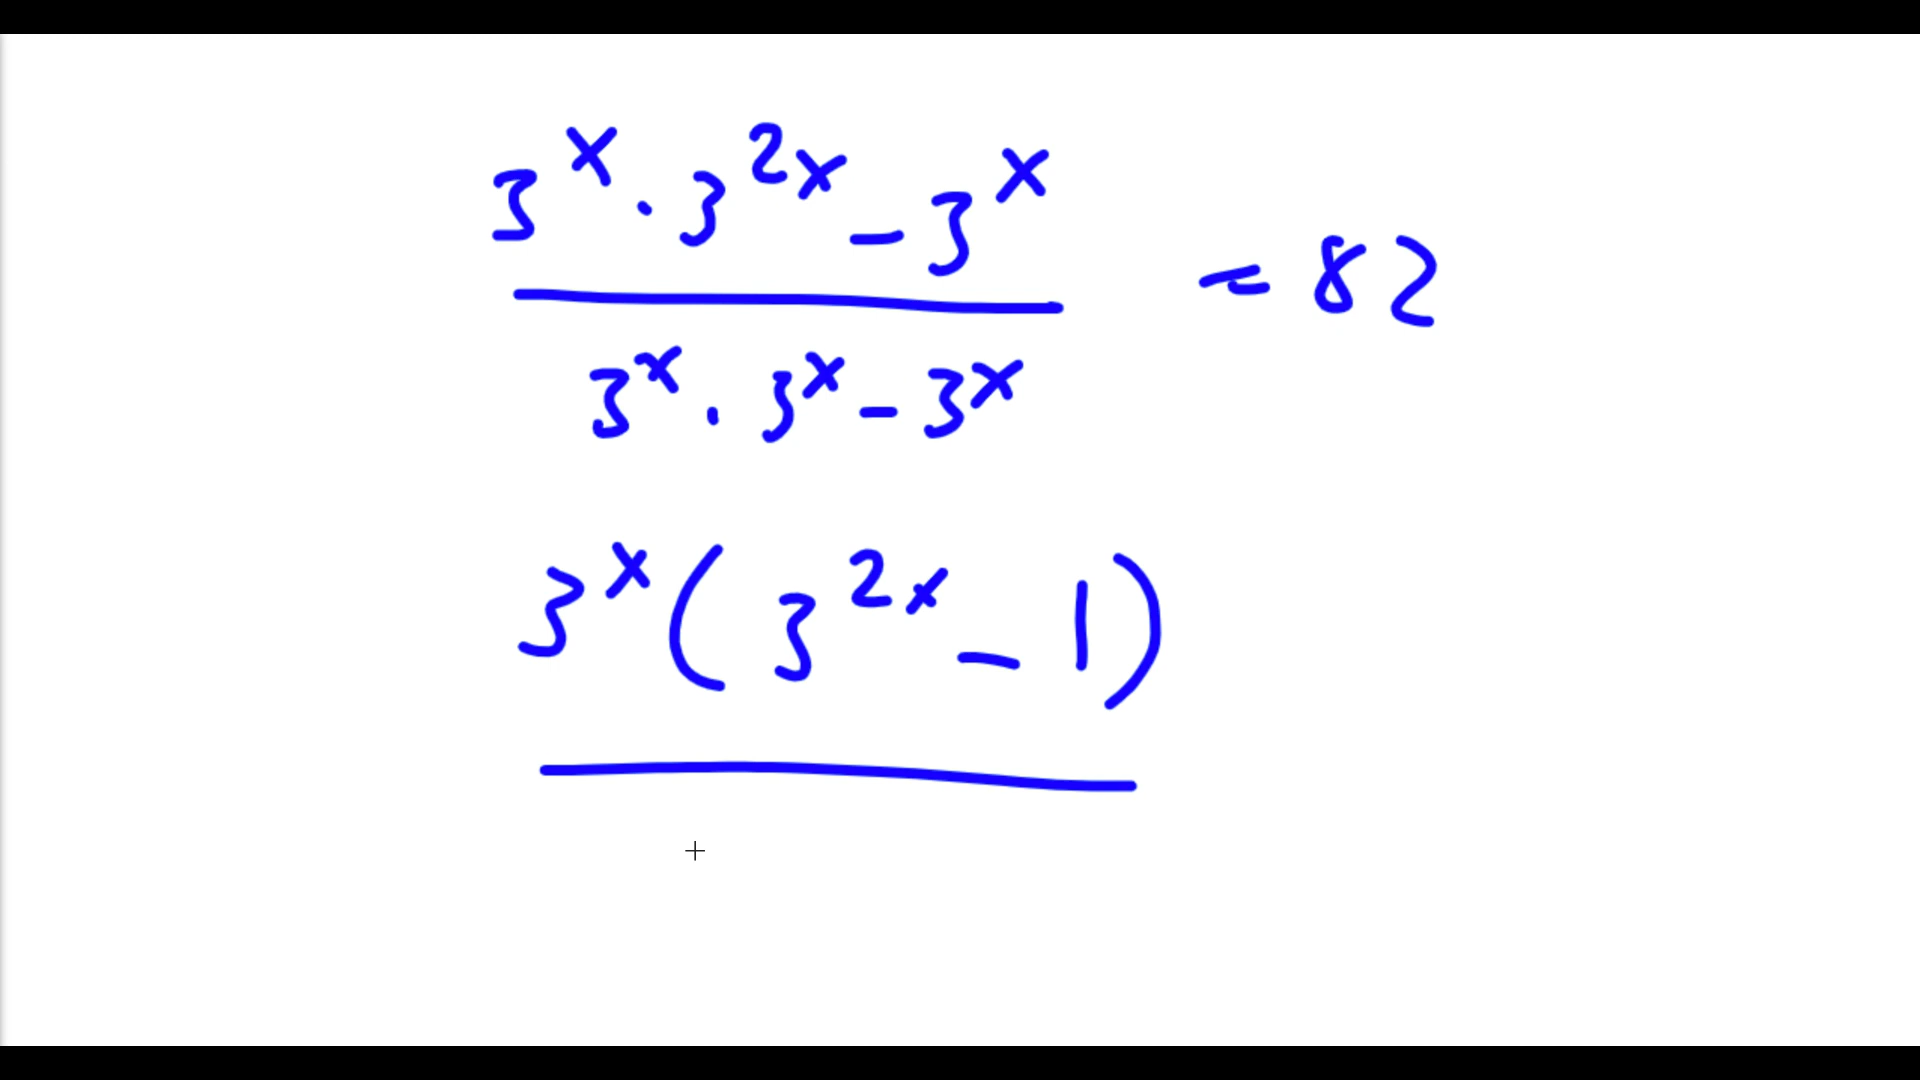 3^x · 3^2x − 3^x
= 82
3^x · 3^x − 3^x
3^x ( 3^2x − 1 )